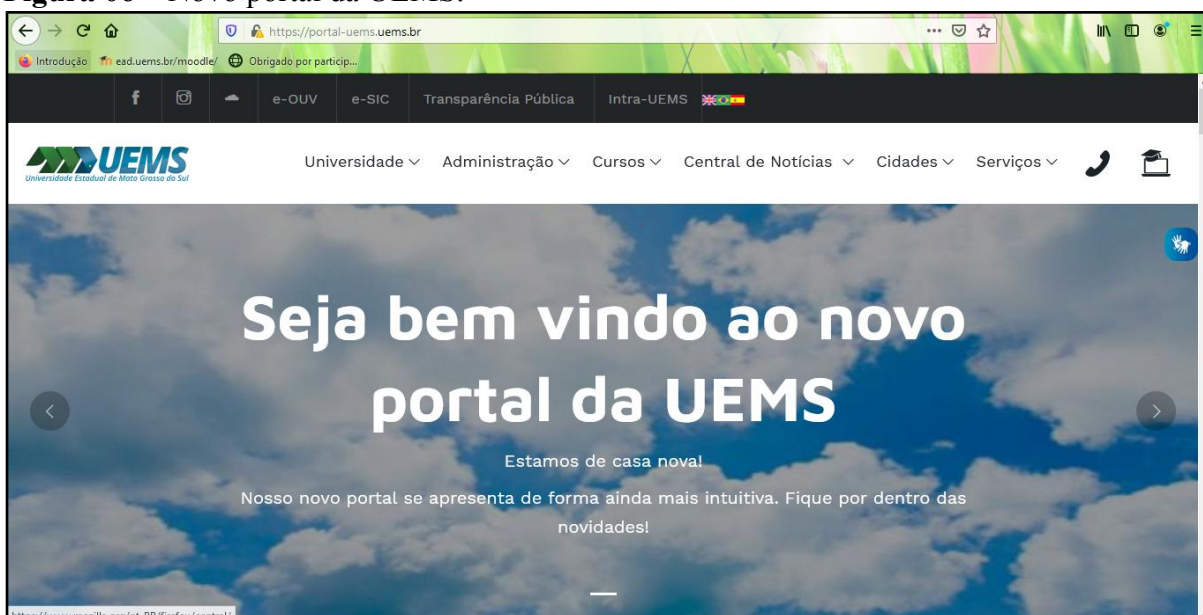 Figura 06 - Novo portal da UEMS.
https://portal-uems.uems.br
Introdução ead.uems.br/moodle/ Obrigado por particip...
e-OUV e-SIC Transparência Pública Intra-UEMS
UEMS Universidade Administração Cursos Central de Notícias Cidades Serviços
Universidade Estadual de Mato Grosso do Sul
Seja bem vindo ao novo
portal da UEMS
Estamos de casa nova!
Nosso novo portal se apresenta de forma ainda mais intuitiva. Fique por dentro das
novidades!